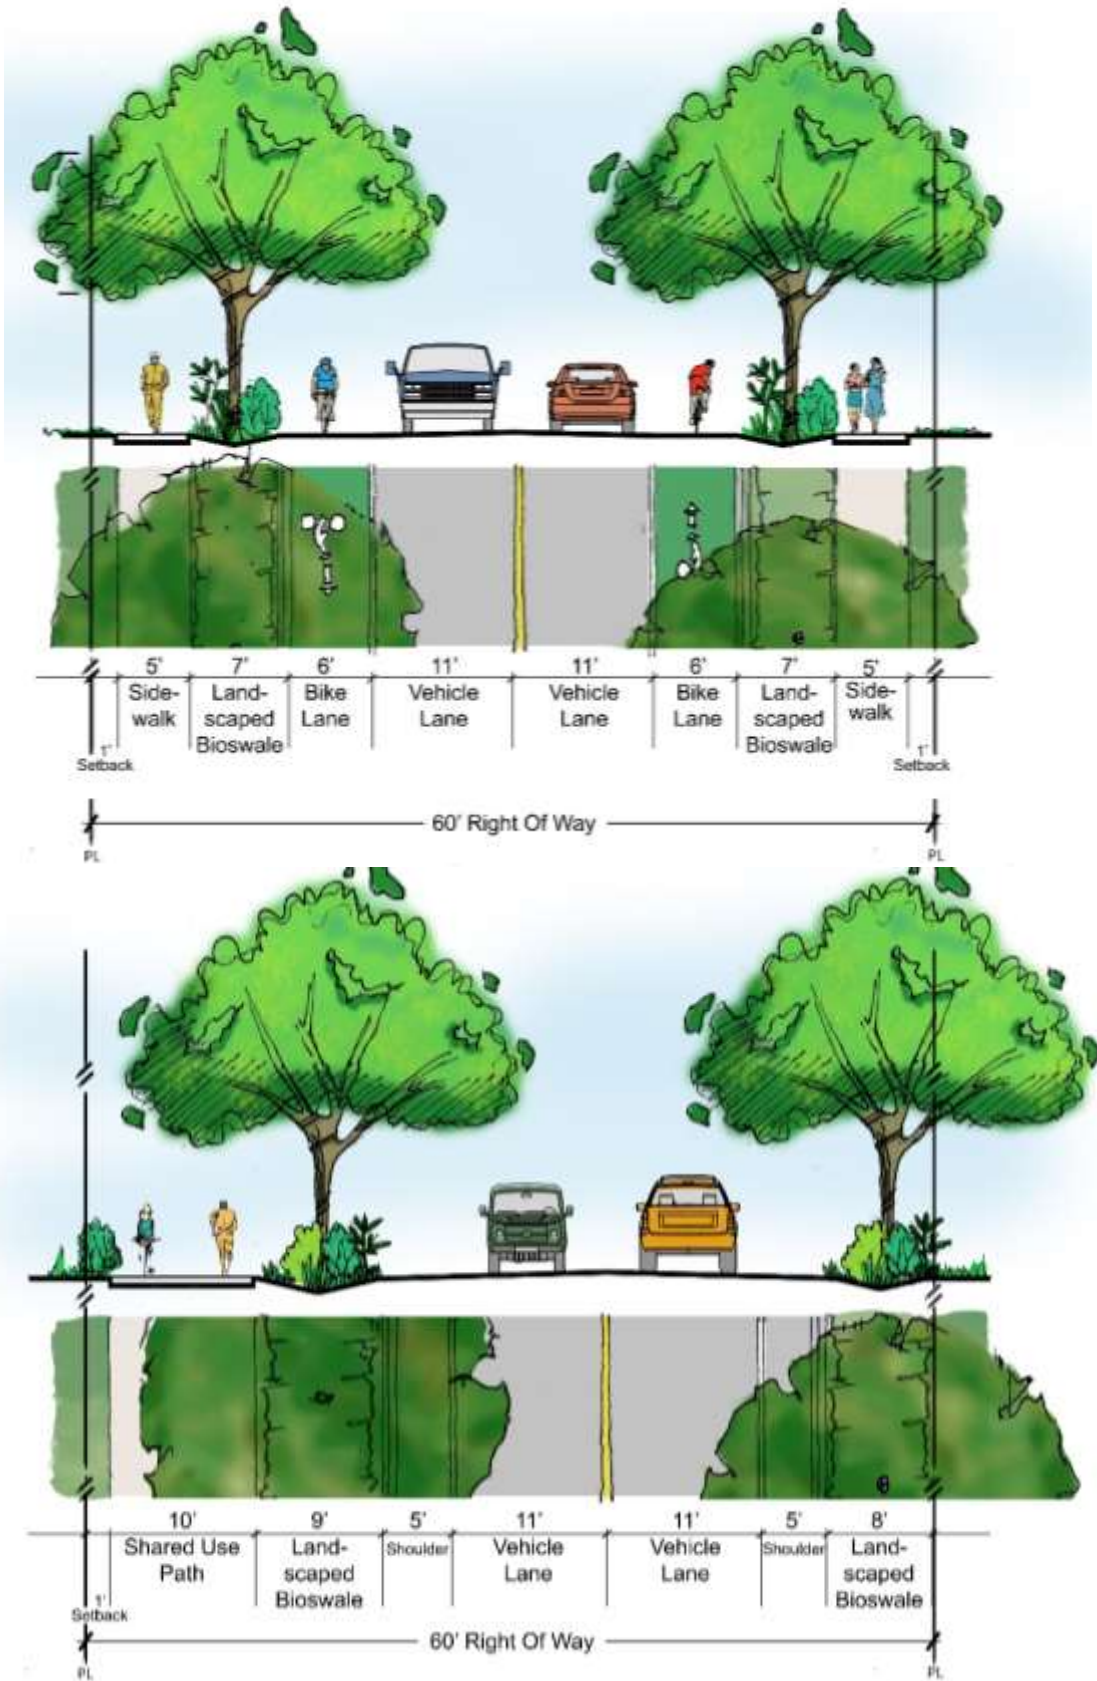 5' 7' 6' 11' 11' 6' 7' 5'
Side- Land- Bike Vehicle Vehicle Bike Land- Side-
walk scaped Lane Lane Lane Lane scaped walk
Bioswale Bioswale
1' 1'
Setback Setback
60' Right Of Way
PL PL
10' 9' 5' 11' 11' 5' 8'
Shared Use Land- Shoulder Vehicle Vehicle Shoulder Land-
Path scaped Lane Lane scaped
Bioswale Bioswale
1'
Setback
60' Right Of Way
PL PL